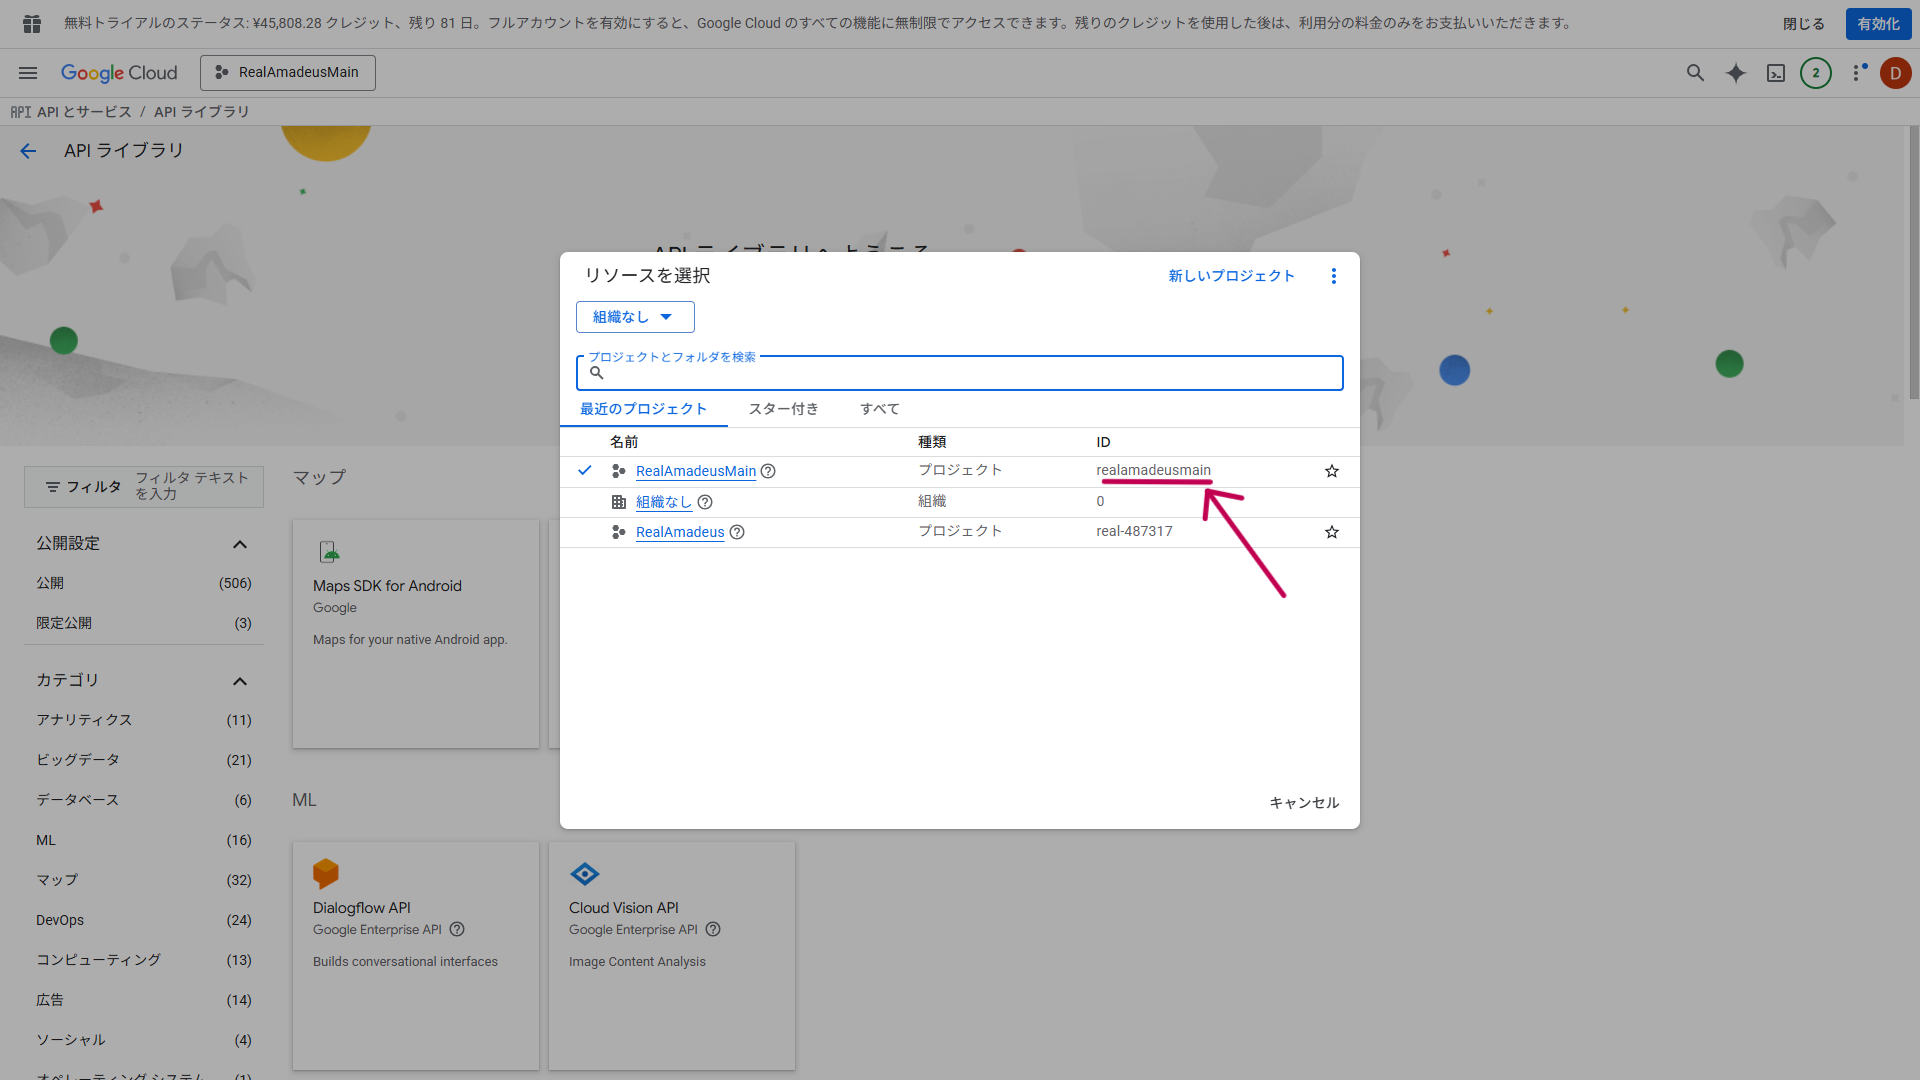 無料トライアルのステータス: ¥45,808.28 クレジット、残り 81 日。フルアカウントを有効にすると、Google Cloud のすべての機能に無制限でアクセスできます。残りのクレジットを使用した後は、利用分の料金のみをお支払いいただきます。
閉じる
有効化
Google Cloud
RealAmadeusMain
2
D
API API とサービス / API ライブラリ
API ライブラリ
リソースを選択
新しいプロジェクト
組織なし
プロジェクトとフォルダを検索
最近のプロジェクト スター付き すべて
名前 種類 ID
RealAmadeusMain プロジェクト realamadeusmain
組織なし 組織 0
RealAmadeus プロジェクト real-487317
キャンセル
フィルタ フィルタ テキスト
を入力
公開設定
公開 (506)
限定公開 (3)
カテゴリ
アナリティクス (11)
ビッグデータ (21)
データベース (6)
ML (16)
マップ (32)
DevOps (24)
コンピューティング (13)
広告 (14)
ソーシャル (4)
マップ
Maps SDK for Android
Google
Maps for your native Android app.
ML
Dialogflow API
Google Enterprise API
Builds conversational interfaces
Cloud Vision API
Google Enterprise API
Image Content Analysis